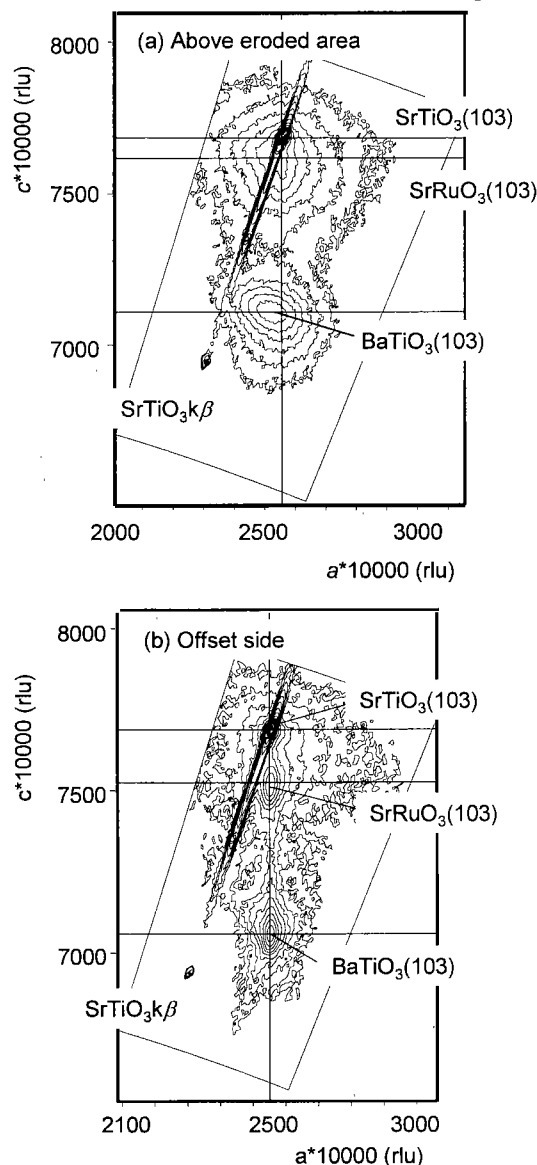 8000
(a) Above eroded area
c*10000 (rlu)
SrTiO₃(103)
7500
SrRuO₃(103)
7000
BaTiO₃(103)
SrTiO₃kβ
2000 2500 3000
a*10000 (rlu)
8000
(b) Offset side
c*10000 (rlu)
SrTiO₃(103)
7500
SrRuO₃(103)
7000
BaTiO₃(103)
SrTiO₃kβ
2100 2500 3000
a*10000 (rlu)